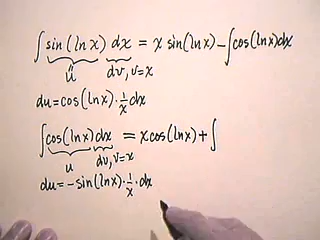 ∫ sin (ln x) dx = x sin(ln x) - ∫cos(ln x)dx
u dv, v=x
du = cos(ln x) · 1/x dx
∫ cos(ln x)dx = x cos(ln x) + ∫
u dv, v=x
du = -sin(ln x) · 1/x · dx